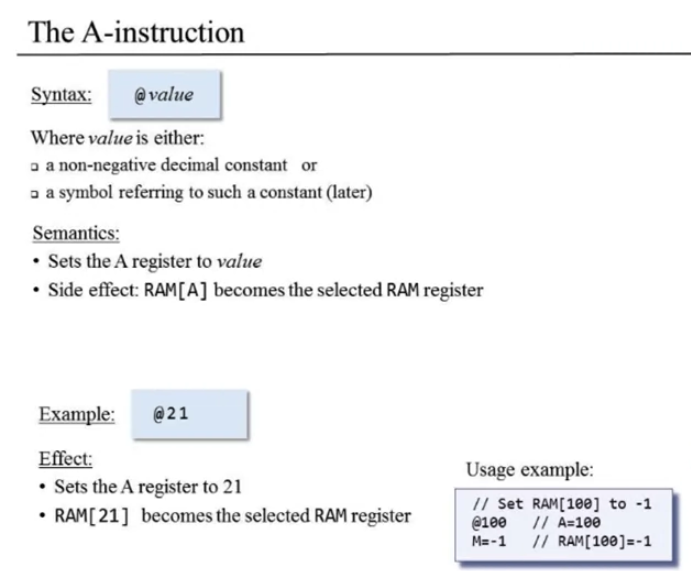 The A-instruction
Syntax: @value
Where value is either:
❑ a non-negative decimal constant or
❑ a symbol referring to such a constant (later)
Semantics:
• Sets the A register to value
• Side effect: RAM[A] becomes the selected RAM register
Example: @21
Effect:
• Sets the A register to 21
• RAM[21] becomes the selected RAM register
Usage example:
// Set RAM[100] to -1
@100 // A=100
M=-1 // RAM[100]=-1